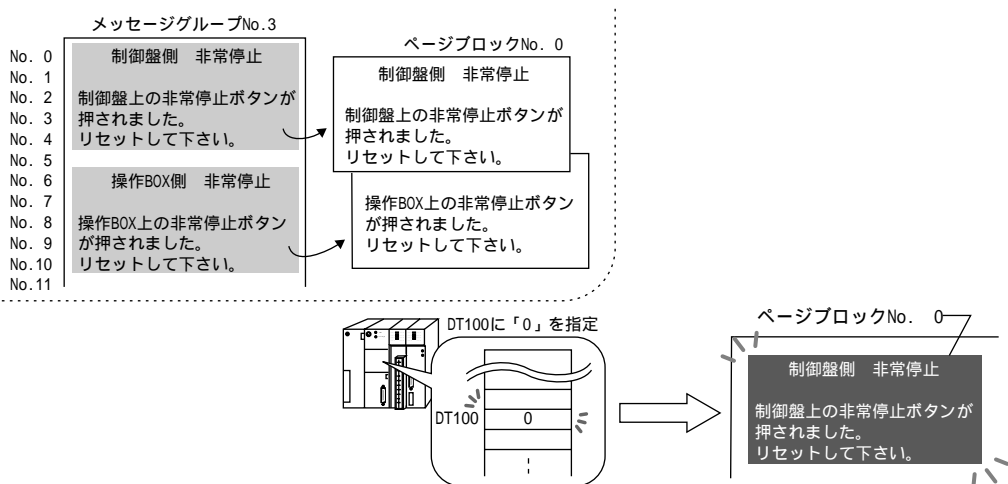 メッセージグループNo.3
No. 0
No. 1
No. 2
No. 3
No. 4
No. 5
No. 6
No. 7
No. 8
No. 9
No.10
No.11
制御盤側 非常停止
制御盤上の非常停止ボタンが
押されました。
リセットして下さい。
操作BOX側 非常停止
操作BOX上の非常停止ボタン
が押されました。
リセットして下さい。
ページブロックNo. 0
制御盤側 非常停止
制御盤上の非常停止ボタンが
押されました。
リセットして下さい。
操作BOX上の非常停止ボタン
が押されました。
リセットして下さい。
DT100に「0」を指定
DT100 0
ページブロックNo. 0
制御盤側 非常停止
制御盤上の非常停止ボタンが
押されました。
リセットして下さい。